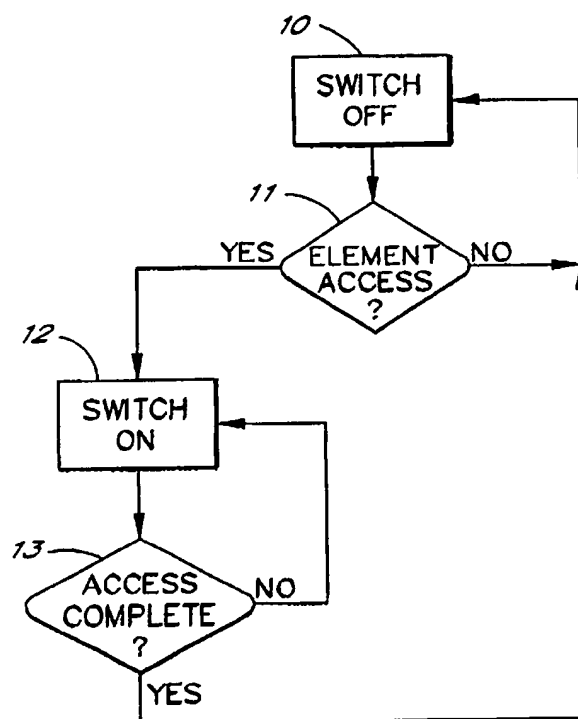 10
SWITCH
OFF
11
YES
ELEMENT
ACCESS
?
NO
12
SWITCH
ON
13
ACCESS
COMPLETE
?
NO
YES